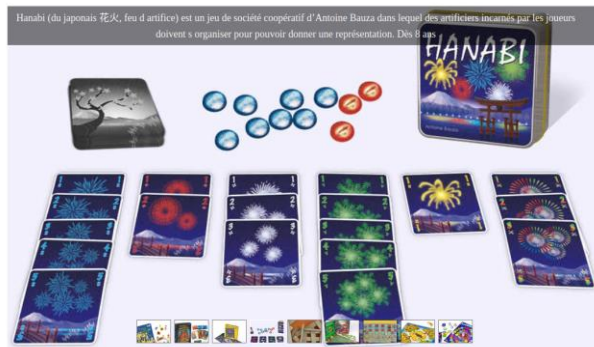 Hanabi (du japonais 花火, feu d artifice) est un jeu de société coopératif d’Antoine Bauza dans lequel des artificiers incarnés par les joueurs
doivent s organiser pour pouvoir donner une représentation. Dès 8 ans
HANABI